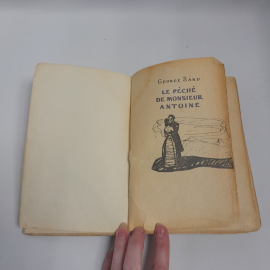 GEORGE SAND
LE PÉCHÉ
DE MONSIEUR
ANTOINE